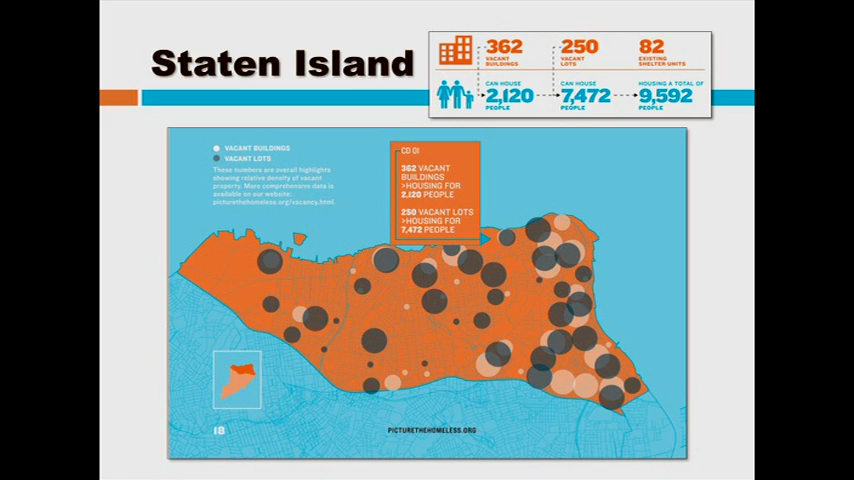 Staten Island
362
VACANT
BUILDINGS
250
VACANT
LOTS
82
EXISTING
SHELTER UNITS
CAN HOUSE
2,120
PEOPLE
CAN HOUSE
7,472
PEOPLE
HOUSING A TOTAL OF
9,592
PEOPLE
VACANT BUILDINGS
VACANT LOTS
These numbers are overall highlights
showing relative density of vacant
property. More comprehensive data is
available on our website:
picturethehomeless.org/vacancy.html.
CD 01
362 VACANT
BUILDINGS
>HOUSING FOR
2,120 PEOPLE
250 VACANT LOTS
>HOUSING FOR
7,472 PEOPLE
18
PICTURETHEHOMELESS.ORG